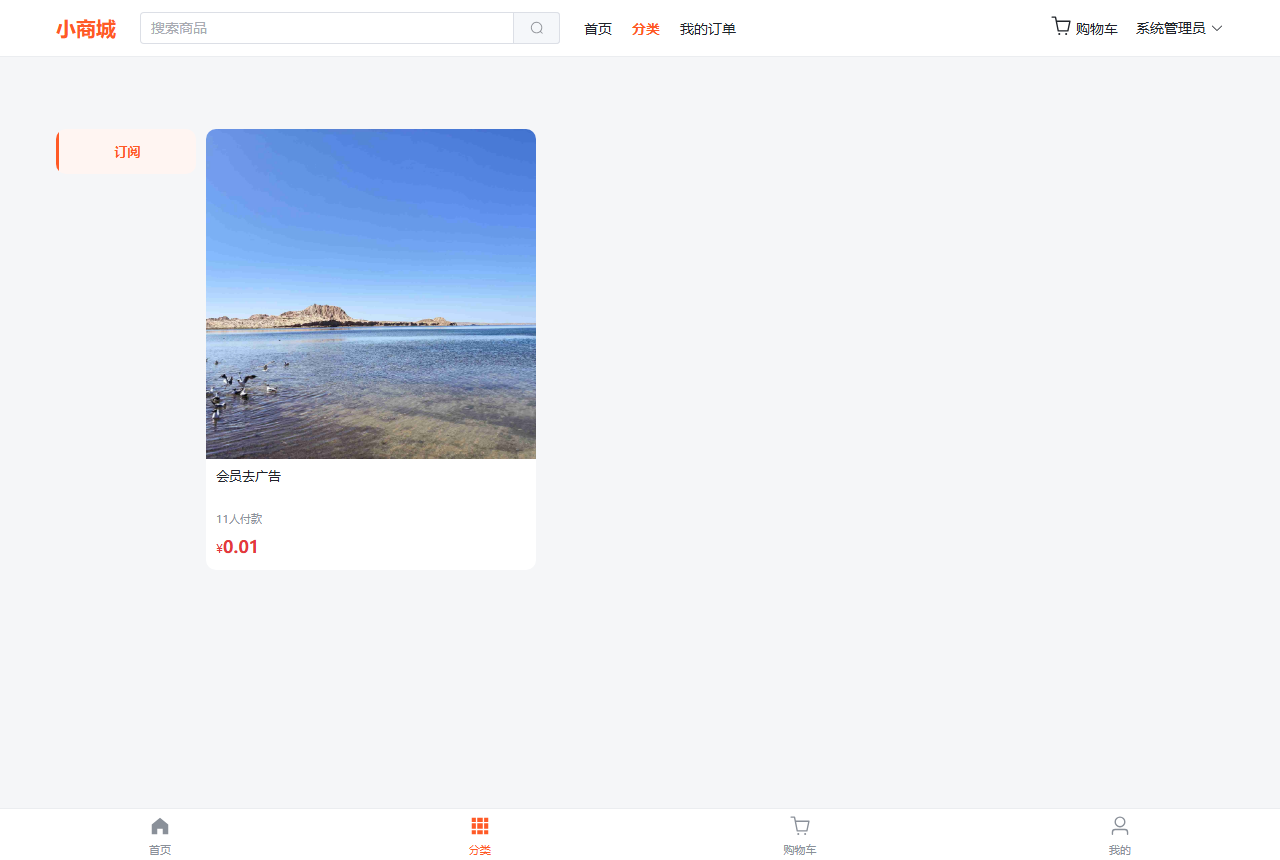 小商城
搜索商品
首页
分类
我的订单
购物车
系统管理员
订阅
会员去广告
11人付款
¥0.01
首页
分类
购物车
我的